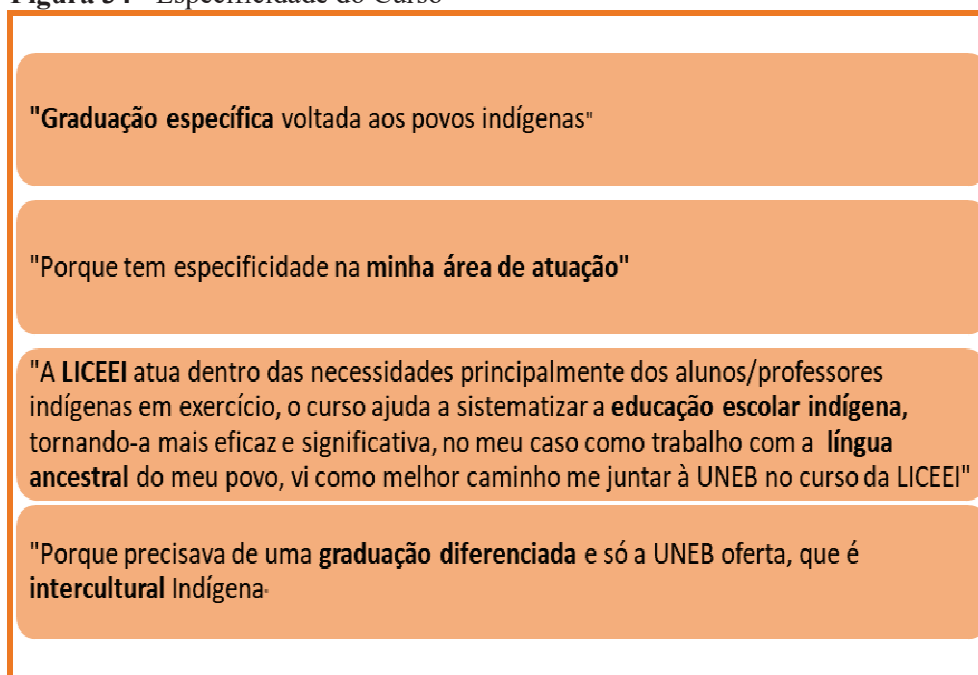 Figura 34 - Especificidade do Curso
"Graduação específica voltada aos povos indígenas"
"Porque tem especificidade na minha área de atuação"
"A LICEEI atua dentro das necessidades principalmente dos alunos/professores
indígenas em exercício, o curso ajuda a sistematizar a educação escolar indígena,
tornando-a mais eficaz e significativa, no meu caso como trabalho com a língua
ancestral do meu povo, vi como melhor caminho me juntar à UNEB no curso da LICEEI"
"Porque precisava de uma graduação diferenciada e só a UNEB oferta, que é
intercultural Indígena"